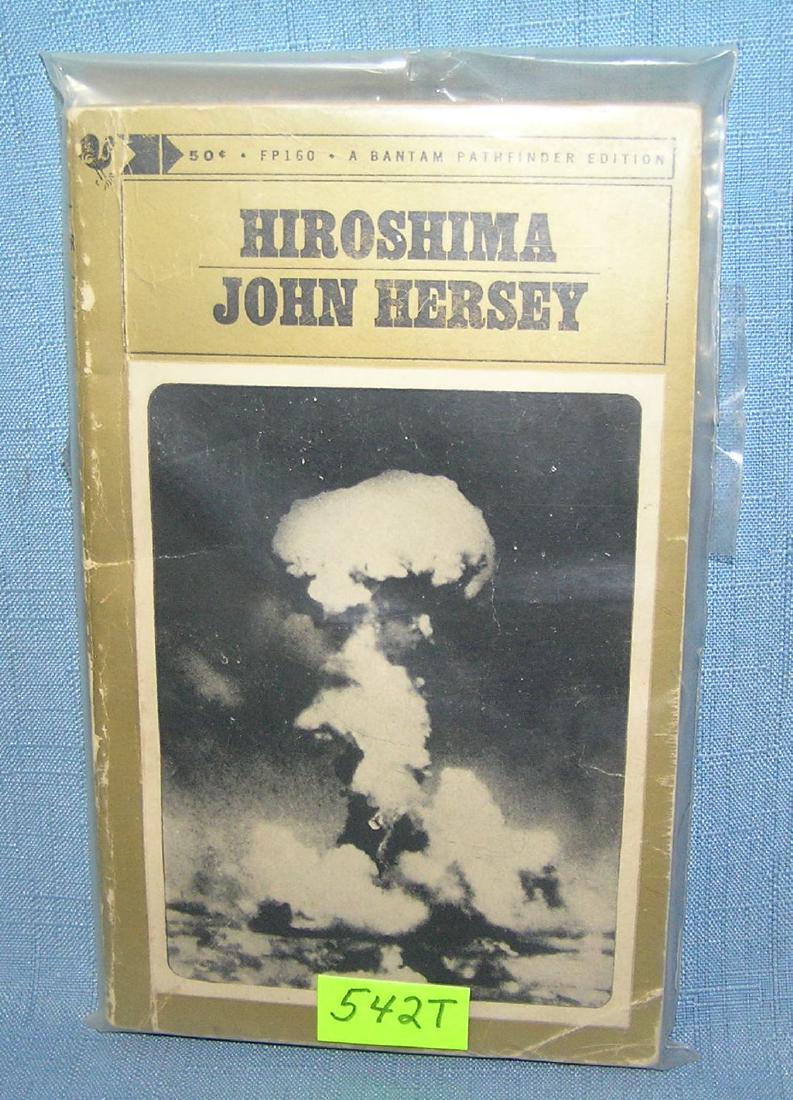 50¢ • FP160 • A BANTAM PATHFINDER EDITION
HIROSHIMA
JOHN HERSEY
542T